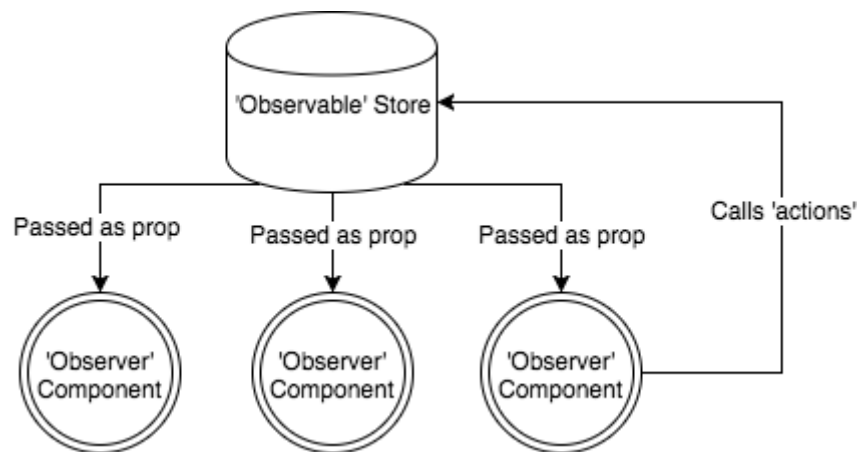 'Observable' Store
Calls 'actions'
Passed as prop
Passed as prop
Passed as prop
'Observer'
Component
'Observer'
Component
'Observer'
Component